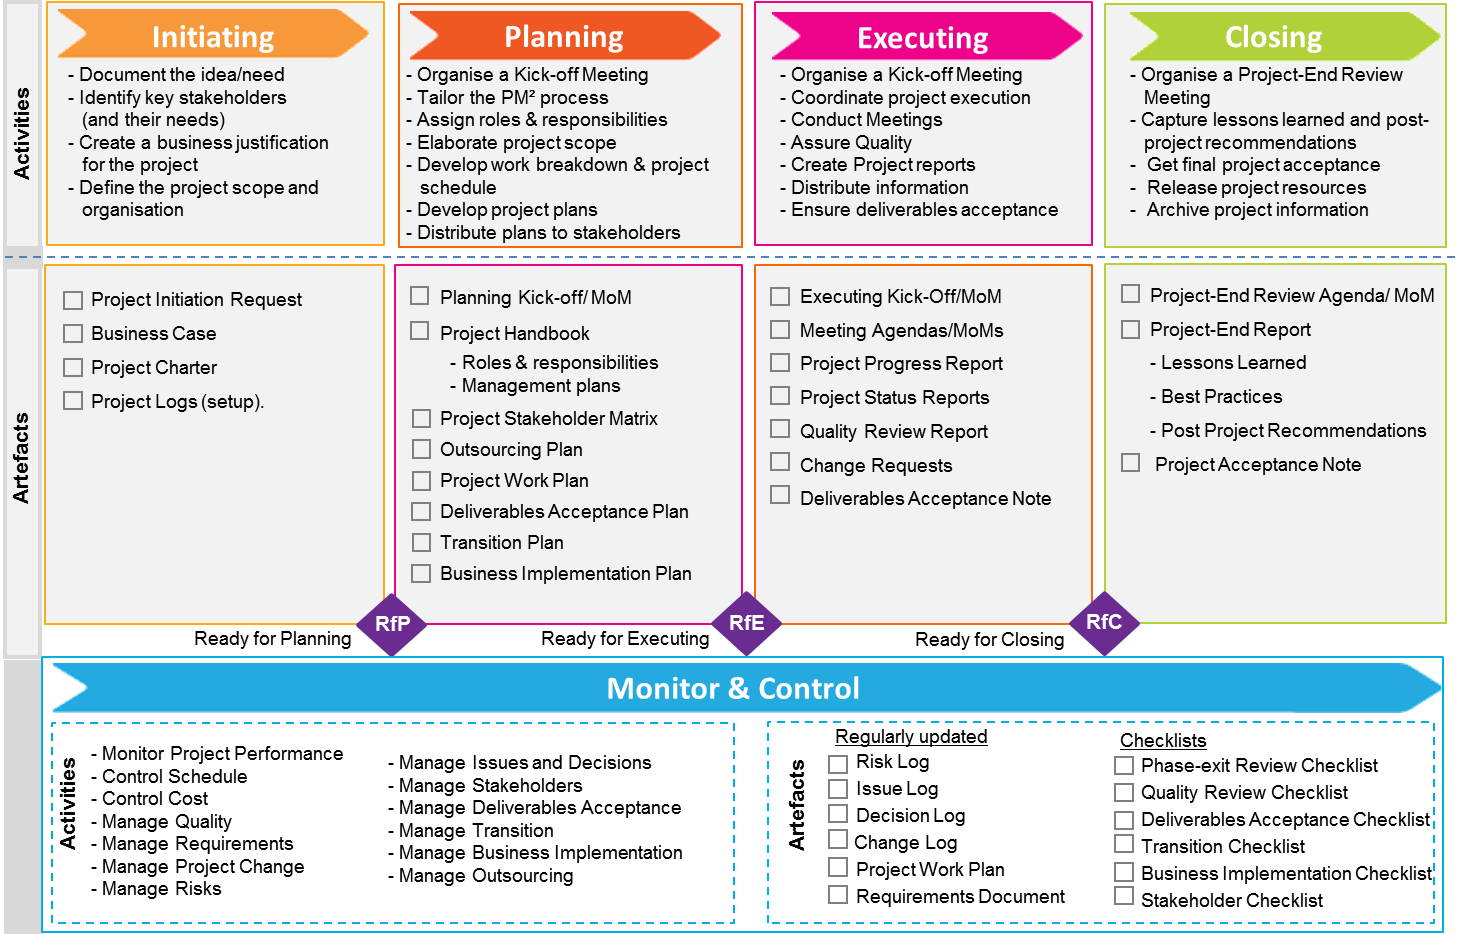 Initiating
Planning
Executing
Closing
Activities
- Document the idea/need
- Identify key stakeholders
(and their needs)
- Create a business justification
for the project
- Define the project scope and
organisation
- Organise a Kick-off Meeting
- Tailor the PM² process
- Assign roles & responsibilities
- Elaborate project scope
- Develop work breakdown & project
schedule
- Develop project plans
- Distribute plans to stakeholders
- Organise a Kick-off Meeting
- Coordinate project execution
- Conduct Meetings
- Assure Quality
- Create Project reports
- Distribute information
- Ensure deliverables acceptance
- Organise a Project-End Review
Meeting
- Capture lessons learned and post-
project recommendations
- Get final project acceptance
- Release project resources
- Archive project information
Artefacts
Project Initiation Request
Business Case
Project Charter
Project Logs (setup).
Planning Kick-off/ MoM
Project Handbook
- Roles & responsibilities
- Management plans
Project Stakeholder Matrix
Outsourcing Plan
Project Work Plan
Deliverables Acceptance Plan
Transition Plan
Business Implementation Plan
Executing Kick-Off/MoM
Meeting Agendas/MoMs
Project Progress Report
Project Status Reports
Quality Review Report
Change Requests
Deliverables Acceptance Note
Project-End Review Agenda/ MoM
Project-End Report
- Lessons Learned
- Best Practices
- Post Project Recommendations
Project Acceptance Note
Ready for Planning
RfP
Ready for Executing
RfE
Ready for Closing
RfC
Monitor & Control
Activities
- Monitor Project Performance
- Control Schedule
- Control Cost
- Manage Quality
- Manage Requirements
- Manage Project Change
- Manage Risks
- Manage Issues and Decisions
- Manage Stakeholders
- Manage Deliverables Acceptance
- Manage Transition
- Manage Business Implementation
- Manage Outsourcing
Artefacts
Regularly updated
Risk Log
Issue Log
Decision Log
Change Log
Project Work Plan
Requirements Document
Checklists
Phase-exit Review Checklist
Quality Review Checklist
Deliverables Acceptance Checklist
Transition Checklist
Business Implementation Checklist
Stakeholder Checklist